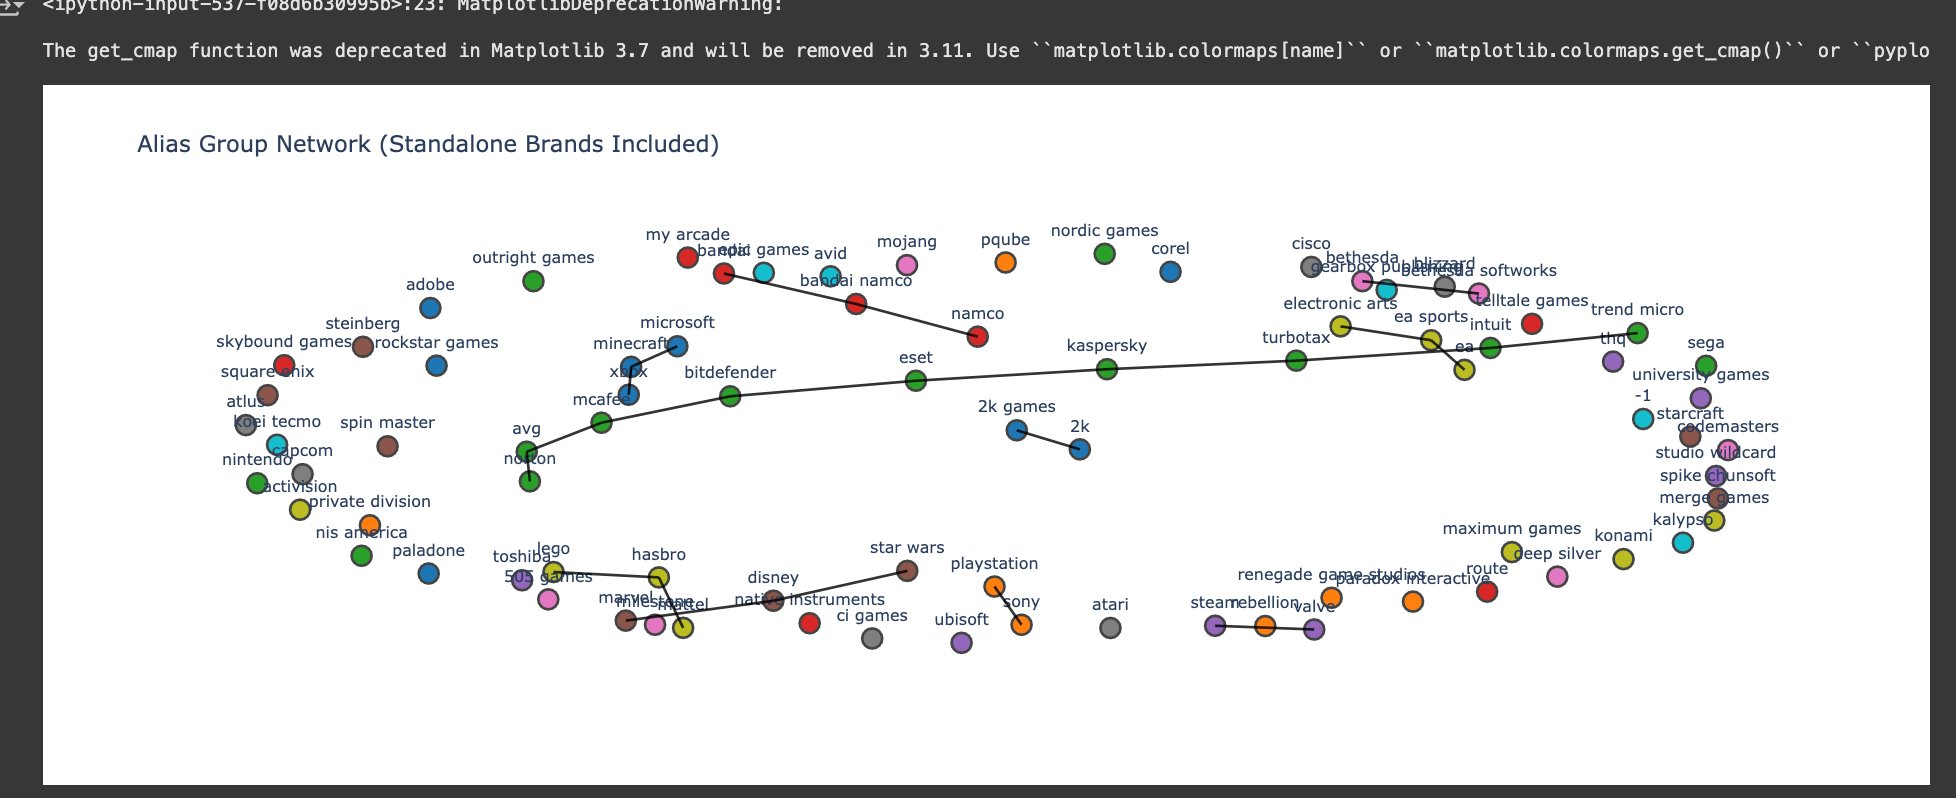 <ipython-input-537-f08d6b30995b>:23: MatplotlibDeprecationWarning:
The get_cmap function was deprecated in Matplotlib 3.7 and will be removed in 3.11. Use ``matplotlib.colormaps[name]`` or ``matplotlib.colormaps.get_cmap()`` or ``pyplo
Alias Group Network (Standalone Brands Included)
my arcade
bandai
epic games
avid
mojang
pqube
nordic games
corel
cisco
bethesda
gearbox publishing
blizzard
bethesda softworks
outright games
adobe
bandai namco
namco
electronic arts
ea sports
telltale games
trend micro
steinberg
skybound games
rockstar games
microsoft
minecraft
eset
kaspersky
turbotax
ea
intuit
thq
sega
square enix
xbox
bitdefender
university games
-1
atlus
koei tecmo
spin master
mcafee
2k games
2k
starcraft
codemasters
capcom
nintendo
avg
norton
studio wildcard
spike chunsoft
activision
private division
merge games
kalypso
nis america
paladone
toshiba
lego
505 games
hasbro
star wars
playstation
maximum games
konami
deep silver
disney
marvel
milestone
mattel
native instruments
ci games
ubisoft
sony
atari
steam
rebellion
valve
renegade game studios
paradox interactive
route